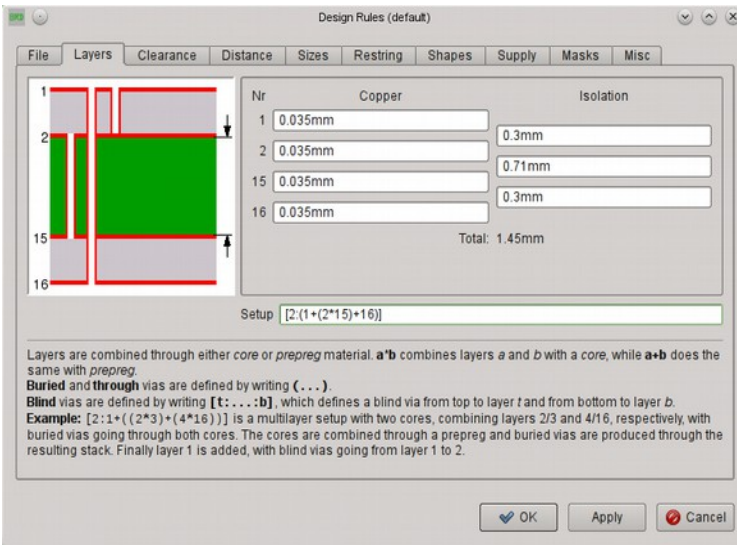 Design Rules (default)
File Layers Clearance Distance Sizes Restring Shapes Supply Masks Misc
1
2
15
16
Nr Copper Isolation
1 0.035mm
0.3mm
2 0.035mm
0.71mm
15 0.035mm
0.3mm
16 0.035mm
Total: 1.45mm
Setup [2:(1+(2*15)+16)]
Layers are combined through either core or prepreg material. a*b combines layers a and b with a core, while a+b does the
same with prepreg.
Buried and through vias are defined by writing (...).
Blind vias are defined by writing [t:...:b], which defines a blind via from top to layer t and from bottom to layer b.
Example: [2:1+((2*3)+(4*16))] is a multilayer setup with two cores, combining layers 2/3 and 4/16, respectively, with
buried vias going through both cores. The cores are combined through a prepreg and buried vias are produced through the
resulting stack. Finally layer 1 is added, with blind vias going from layer 1 to 2.
OK Apply Cancel